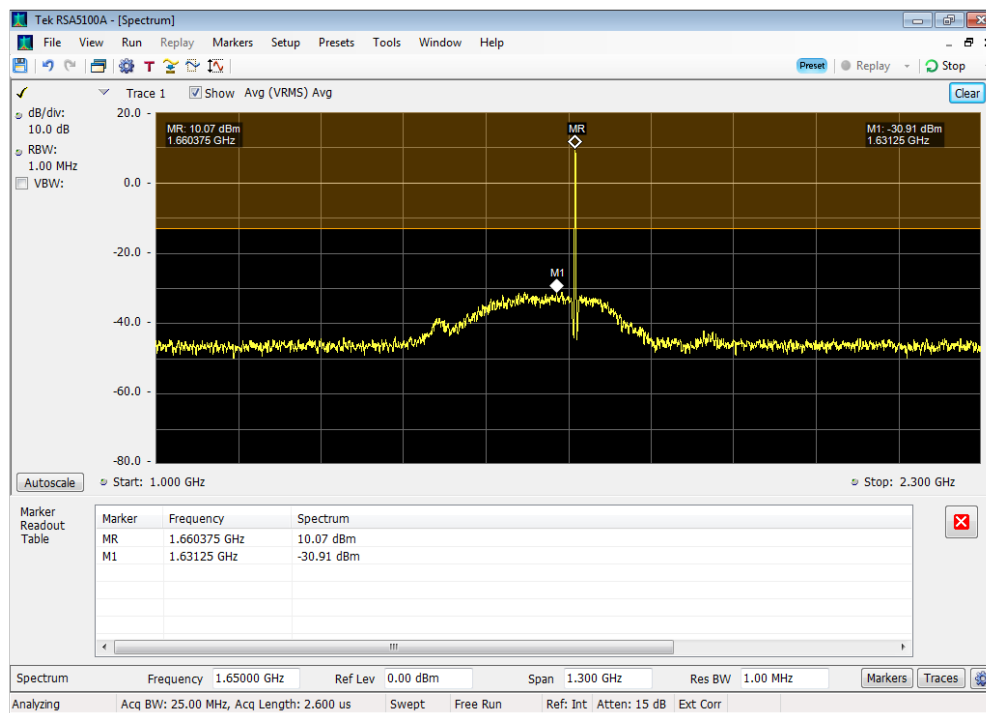 Tek RSA5100A - [Spectrum]
File View Run Replay Markers Setup Presets Tools Window Help
T Preset Replay Stop
Trace 1 Show Avg (VRMS) Avg Clear
dB/div:
10.0 dB
RBW:
1.00 MHz
VBW:
20.0 -
0.0 -
-20.0 -
-40.0 -
-60.0 -
-80.0 -
MR: 10.07 dBm
1.660375 GHz
MR
M1: -30.91 dBm
1.63125 GHz
M1
Autoscale Start: 1.000 GHz Stop: 2.300 GHz
Marker
Readout
Table
Marker Frequency Spectrum
MR 1.660375 GHz 10.07 dBm
M1 1.63125 GHz -30.91 dBm
Spectrum Frequency 1.65000 GHz Ref Lev 0.00 dBm Span 1.300 GHz Res BW 1.00 MHz Markers Traces
Analyzing Acq BW: 25.00 MHz, Acq Length: 2.600 us Swept Free Run Ref: Int Atten: 15 dB Ext Corr